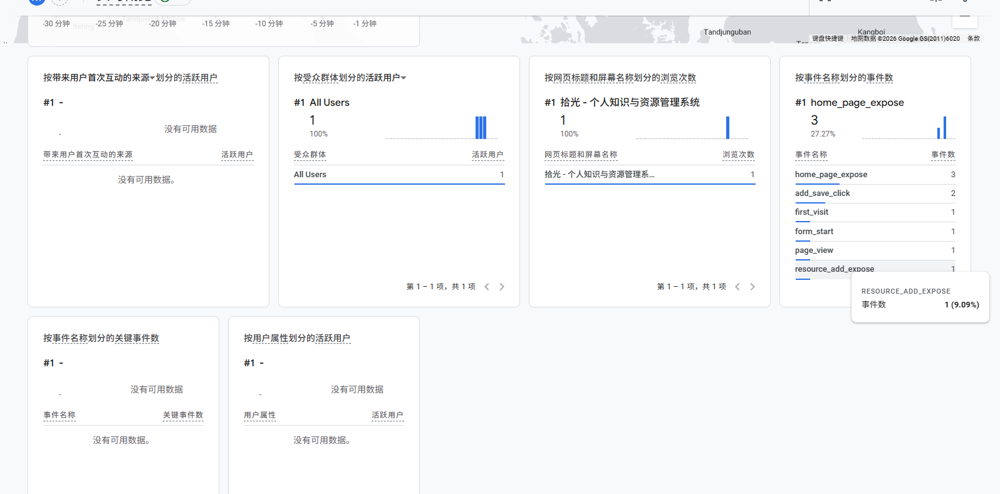 -30 分钟
-25 分钟
-20 分钟
-15 分钟
-10 分钟
-5 分钟
-1 分钟
Beting
Tandjunguban
Kangboi
键盘快捷键
地图数据 ©2026 Google,GS(2011)6020
条款
按带来用户首次互动的来源划分的活跃用户
#1 -
-
没有可用数据
带来用户首次互动的来源 活跃用户
没有可用数据。
按受众群体划分的活跃用户
#1 All Users
1
100%
受众群体 活跃用户
All Users 1
第 1 – 1 项，共 1 项
按网页标题和屏幕名称划分的浏览次数
#1 拾光 - 个人知识与资源管理系统
1
100%
网页标题和屏幕名称 浏览次数
拾光 - 个人知识与资源管理系... 1
第 1 – 1 项，共 1 项
按事件名称划分的事件数
#1 home_page_expose
3
27.27%
事件名称 事件数
home_page_expose 3
add_save_click 2
first_visit 1
form_start 1
page_view 1
resource_add_expose 1
RESOURCE_ADD_EXPOSE
事件数 1 (9.09%)
按事件名称划分的关键事件数
#1 -
-
没有可用数据
事件名称 关键事件数
没有可用数据。
按用户属性划分的活跃用户
#1 -
-
没有可用数据
用户属性 活跃用户
没有可用数据。